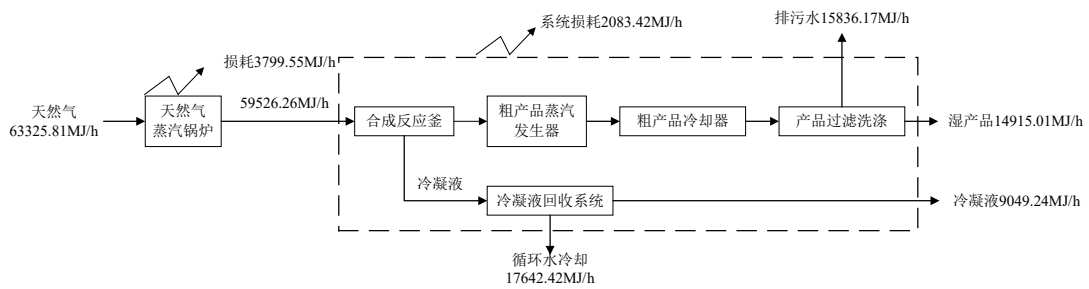 系统损耗2083.42MJ/h
排污水15836.17MJ/h
损耗3799.55MJ/h
天然气
63325.81MJ/h
天然气
蒸汽锅炉
59526.26MJ/h
合成反应釜
粗产品蒸汽
发生器
粗产品冷却器
产品过滤洗涤
湿产品14915.01MJ/h
冷凝液
冷凝液回收系统
冷凝液9049.24MJ/h
循环水冷却
17642.42MJ/h